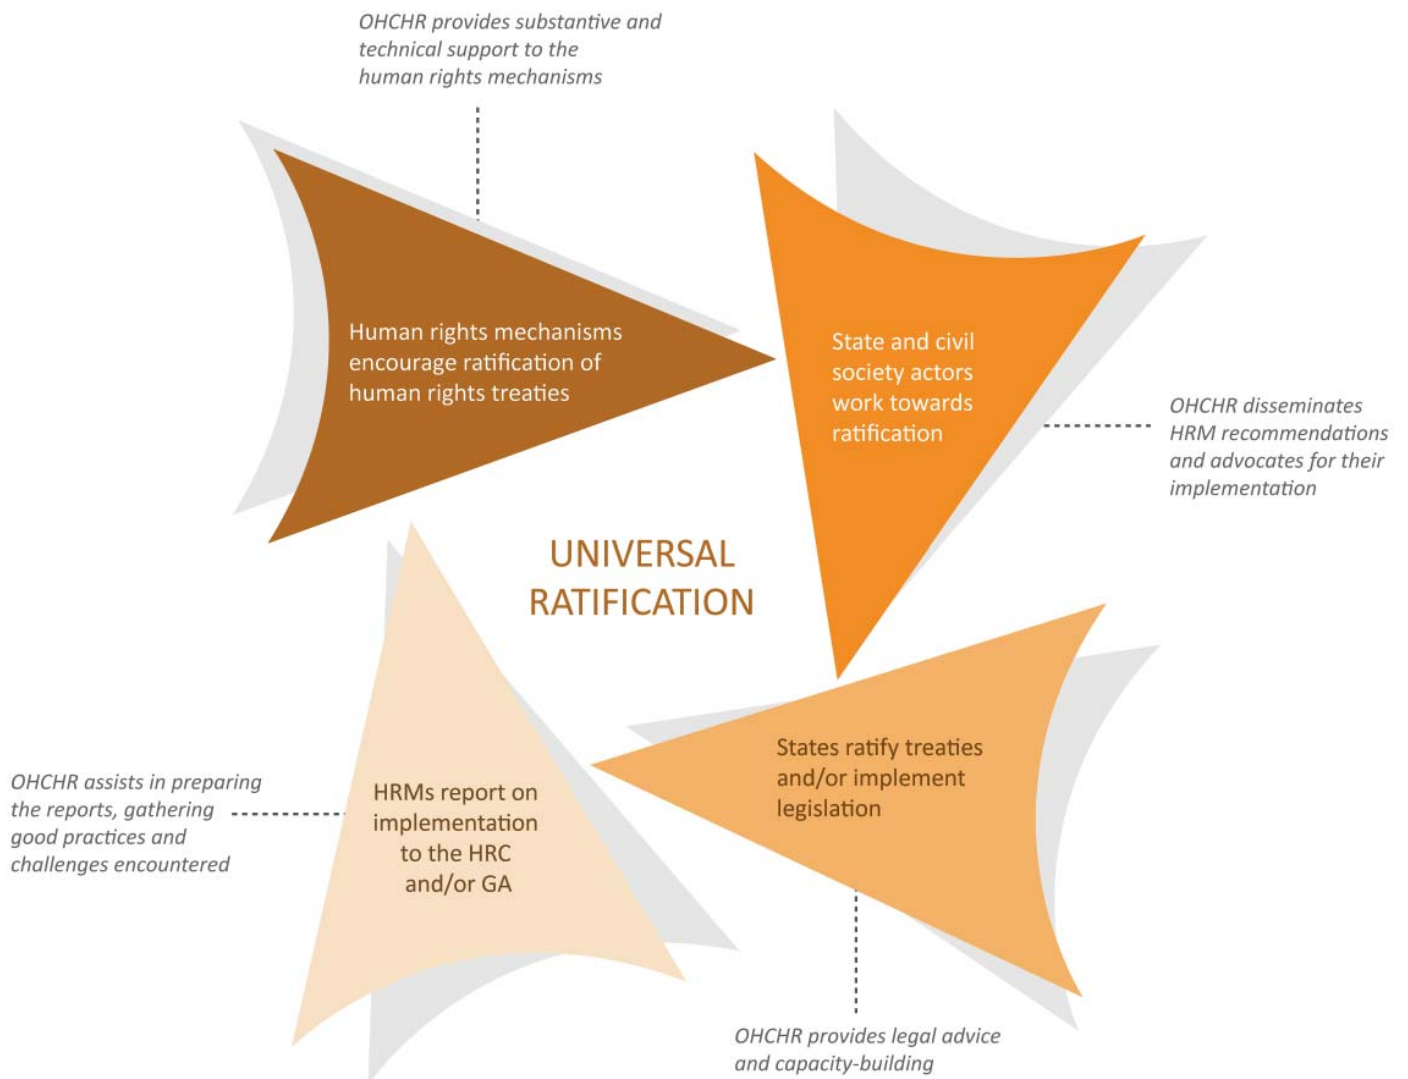 OHCHR provides substantive and
technical support to the
human rights mechanisms
Human rights mechanisms
encourage ratification of
human rights treaties
State and civil
society actors
work towards
ratification
OHCHR disseminates
HRM recommendations
and advocates for their
implementation
UNIVERSAL
RATIFICATION
States ratify treaties
and/or implement
legislation
OHCHR provides legal advice
and capacity-building
HRMs report on
implementation
to the HRC
and/or GA
OHCHR assists in preparing
the reports, gathering
good practices and
challenges encountered